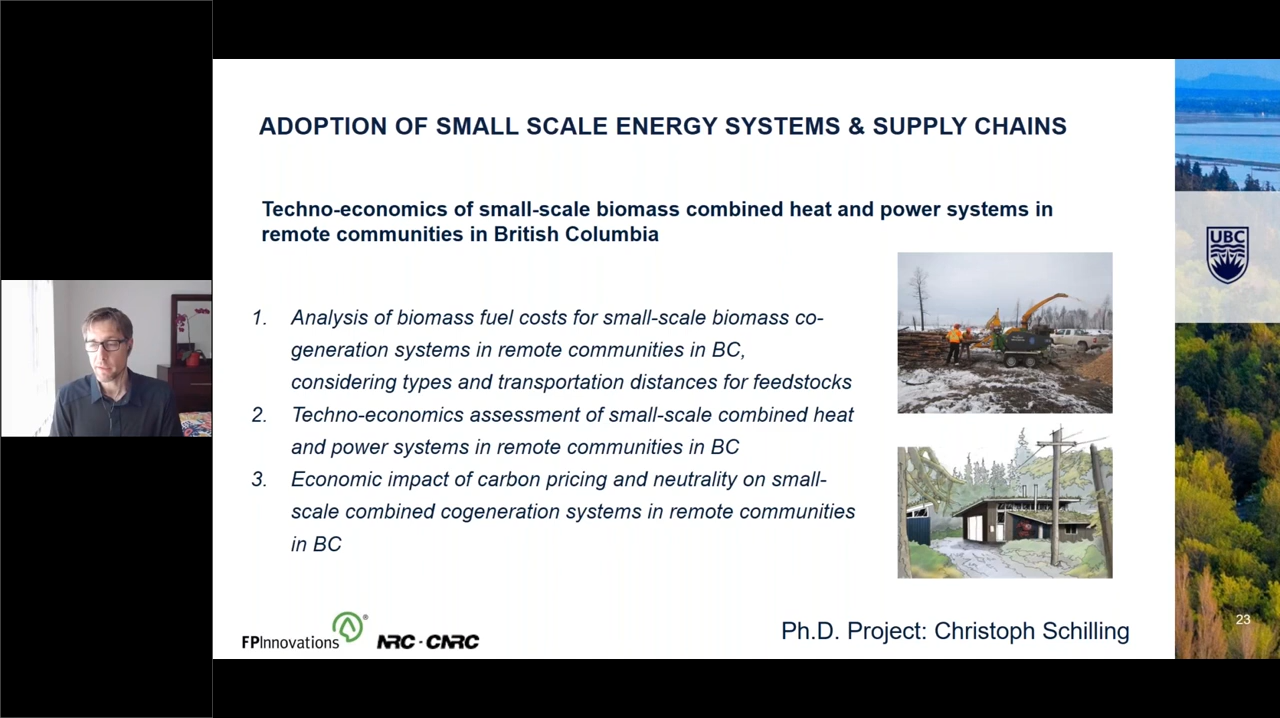 ADOPTION OF SMALL SCALE ENERGY SYSTEMS & SUPPLY CHAINS
Techno-economics of small-scale biomass combined heat and power systems in
remote communities in British Columbia
UBC
1. Analysis of biomass fuel costs for small-scale biomass co-
generation systems in remote communities in BC,
considering types and transportation distances for feedstocks
2. Techno-economics assessment of small-scale combined heat
and power systems in remote communities in BC
3. Economic impact of carbon pricing and neutrality on small-
scale combined cogeneration systems in remote communities
in BC
FPInnovations®
NRC·CNRC
Ph.D. Project: Christoph Schilling
23